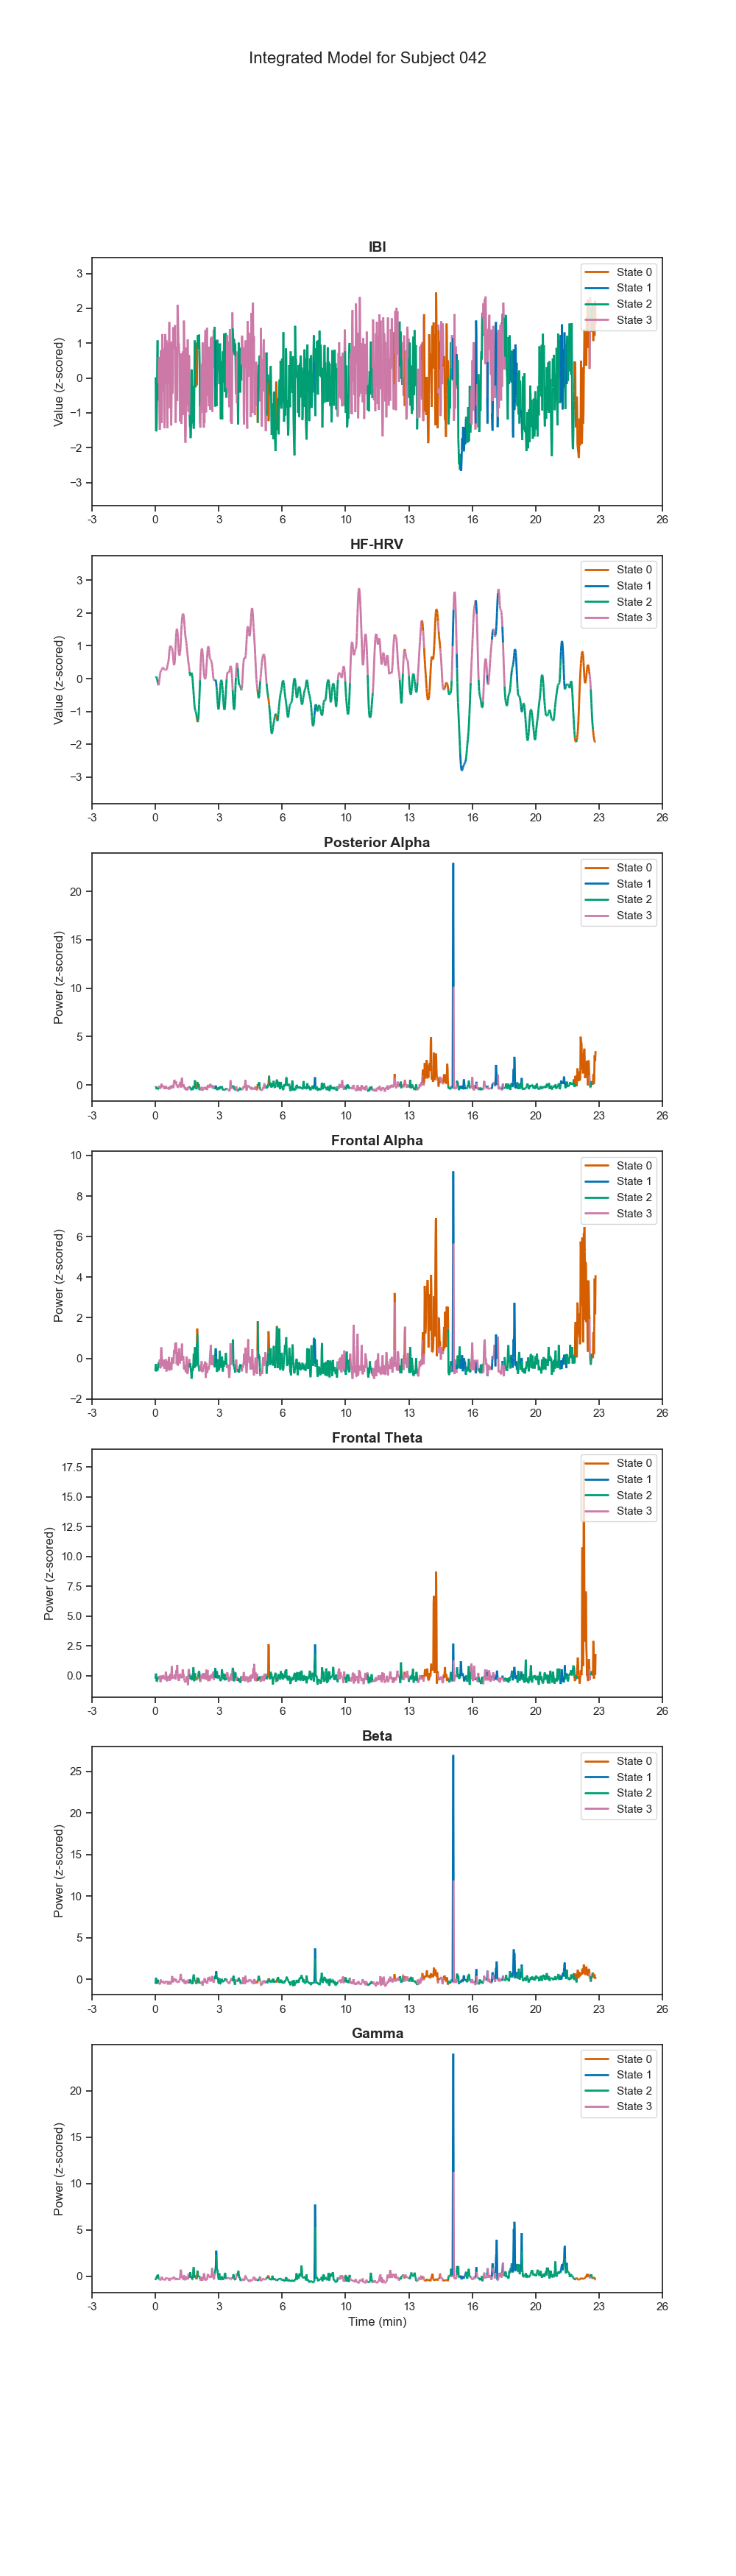 Integrated Model for Subject 042
IBI
Value (z-scored)
3
2
1
0
−1
−2
−3
State 0
State 1
State 2
State 3
-3 0 3 6 10 13 16 20 23 26
HF-HRV
Value (z-scored)
3
2
1
0
−1
−2
−3
State 0
State 1
State 2
State 3
-3 0 3 6 10 13 16 20 23 26
Posterior Alpha
Power (z-scored)
20
15
10
5
0
State 0
State 1
State 2
State 3
-3 0 3 6 10 13 16 20 23 26
Frontal Alpha
Power (z-scored)
10
8
6
4
2
0
−2
State 0
State 1
State 2
State 3
-3 0 3 6 10 13 16 20 23 26
Frontal Theta
Power (z-scored)
17.5
15.0
12.5
10.0
7.5
5.0
2.5
0.0
State 0
State 1
State 2
State 3
-3 0 3 6 10 13 16 20 23 26
Beta
Power (z-scored)
25
20
15
10
5
0
State 0
State 1
State 2
State 3
-3 0 3 6 10 13 16 20 23 26
Gamma
Power (z-scored)
20
15
10
5
0
State 0
State 1
State 2
State 3
-3 0 3 6 10 13 16 20 23 26
Time (min)